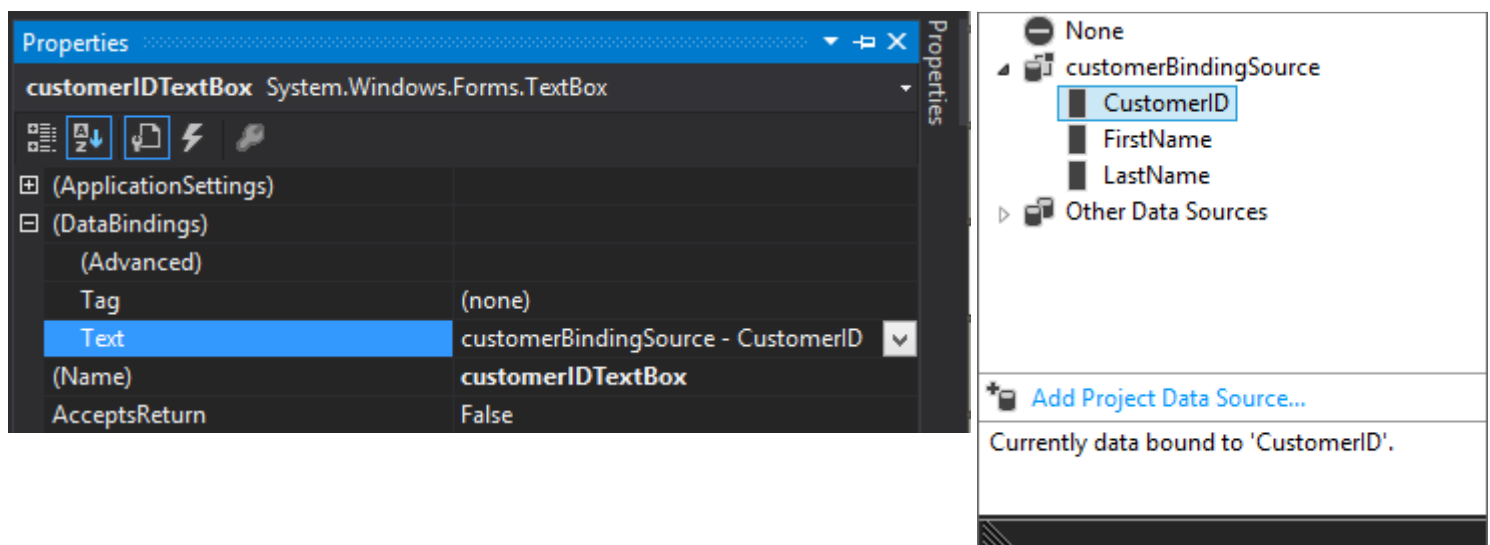 Properties
customerIDTextBox System.Windows.Forms.TextBox
(ApplicationSettings)
(DataBindings)
(Advanced)
Tag (none)
Text customerBindingSource - CustomerID
(Name) customerIDTextBox
AcceptsReturn False
Properties
None
customerBindingSource
CustomerID
FirstName
LastName
Other Data Sources
Add Project Data Source...
Currently data bound to 'CustomerID'.